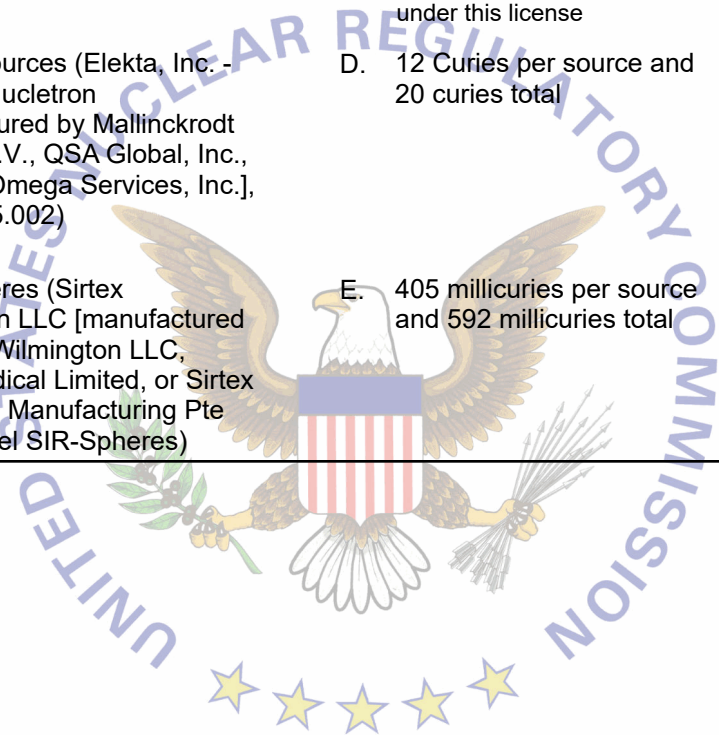 under this license
ources (Elekta, Inc. -
ucletron
ured by Mallinckrodt
.V., QSA Global, Inc.,
Omega Services, Inc.],
5.002)
D. 12 Curies per source and
20 curies total
eres (Sirtex
n LLC [manufactured
Wilmington LLC,
dical Limited, or Sirtex
Manufacturing Pte
el SIR-Spheres)
E. 405 millicuries per source
and 592 millicuries total
UNITED STATES NUCLEAR REGULATORY COMMISSION